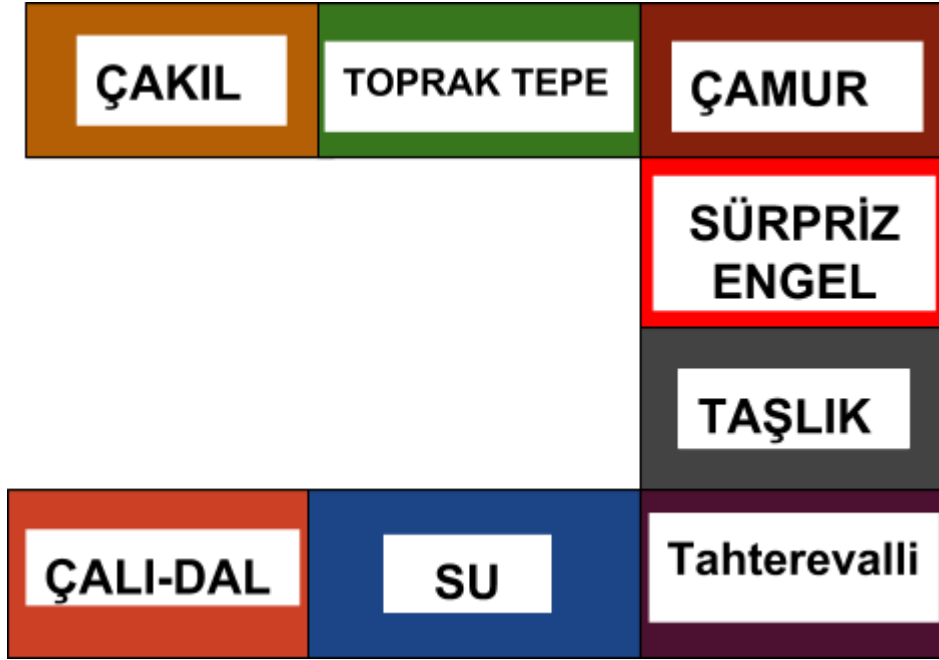 ÇAKIL
TOPRAK TEPE
ÇAMUR
SÜRPRİZ
ENGEL
TAŞLIK
ÇALI-DAL
SU
Tahterevalli